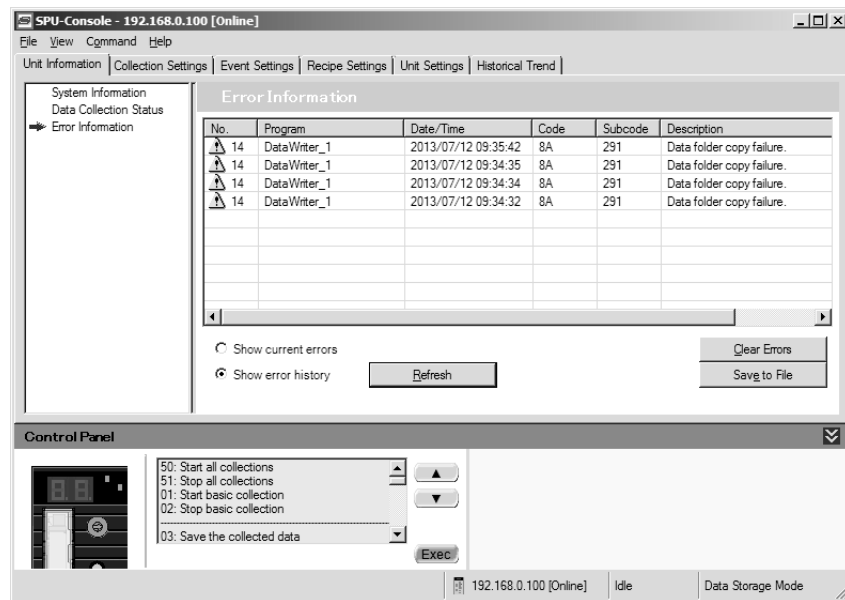 SPU-Console - 192.168.0.100 [Online]
File View Command Help
Unit Information Collection Settings Event Settings Recipe Settings Unit Settings Historical Trend
System Information
Data Collection Status
Error Information
Error Information
No. Program Date/Time Code Subcode Description
14 DataWriter_1 2013/07/12 09:35:42 8A 291 Data folder copy failure.
14 DataWriter_1 2013/07/12 09:34:35 8A 291 Data folder copy failure.
14 DataWriter_1 2013/07/12 09:34:34 8A 291 Data folder copy failure.
14 DataWriter_1 2013/07/12 09:34:32 8A 291 Data folder copy failure.
Show current errors
Clear Errors
Show error history
Refresh
Save to File
Control Panel
50: Start all collections
51: Stop all collections
01: Start basic collection
02: Stop basic collection
03: Save the collected data
Exec
192.168.0.100 [Online] Idle Data Storage Mode